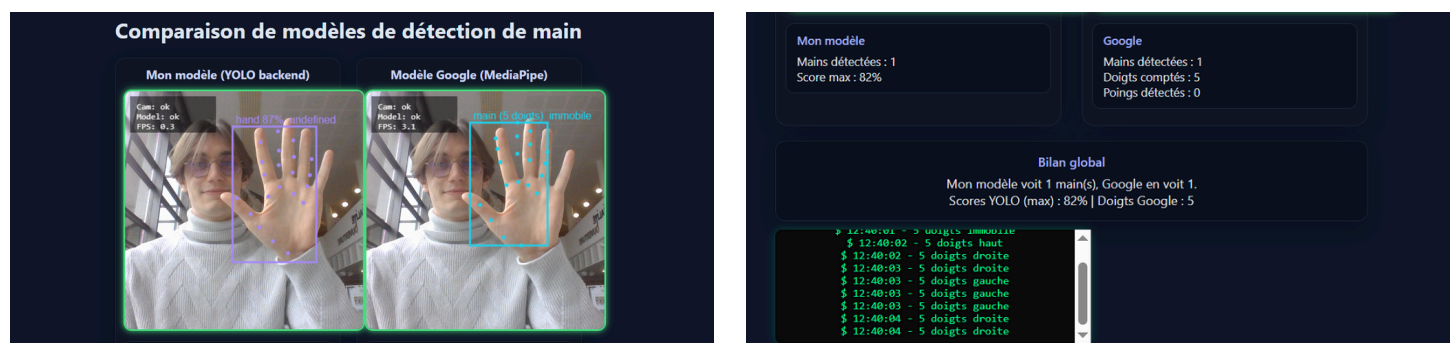 Comparaison de modèles de détection de main
Mon modèle (YOLO backend)
Cam: ok
Model: ok
FPS: 0.3
hand 87% undefined
Modèle Google (MediaPipe)
Cam: ok
Model: ok
FPS: 3.1
main (5 doigts) immobile
Mon modèle
Mains détectées : 1
Score max : 82%
Google
Mains détectées : 1
Doigts comptés : 5
Poings détectés : 0
Bilan global
Mon modèle voit 1 main(s), Google en voit 1.
Scores YOLO (max) : 82% | Doigts Google : 5
$ 12:40:01 - 5 doigts immobile
$ 12:40:02 - 5 doigts haut
$ 12:40:02 - 5 doigts droite
$ 12:40:03 - 5 doigts droite
$ 12:40:03 - 5 doigts gauche
$ 12:40:03 - 5 doigts gauche
$ 12:40:03 - 5 doigts gauche
$ 12:40:04 - 5 doigts droite
$ 12:40:04 - 5 doigts droite